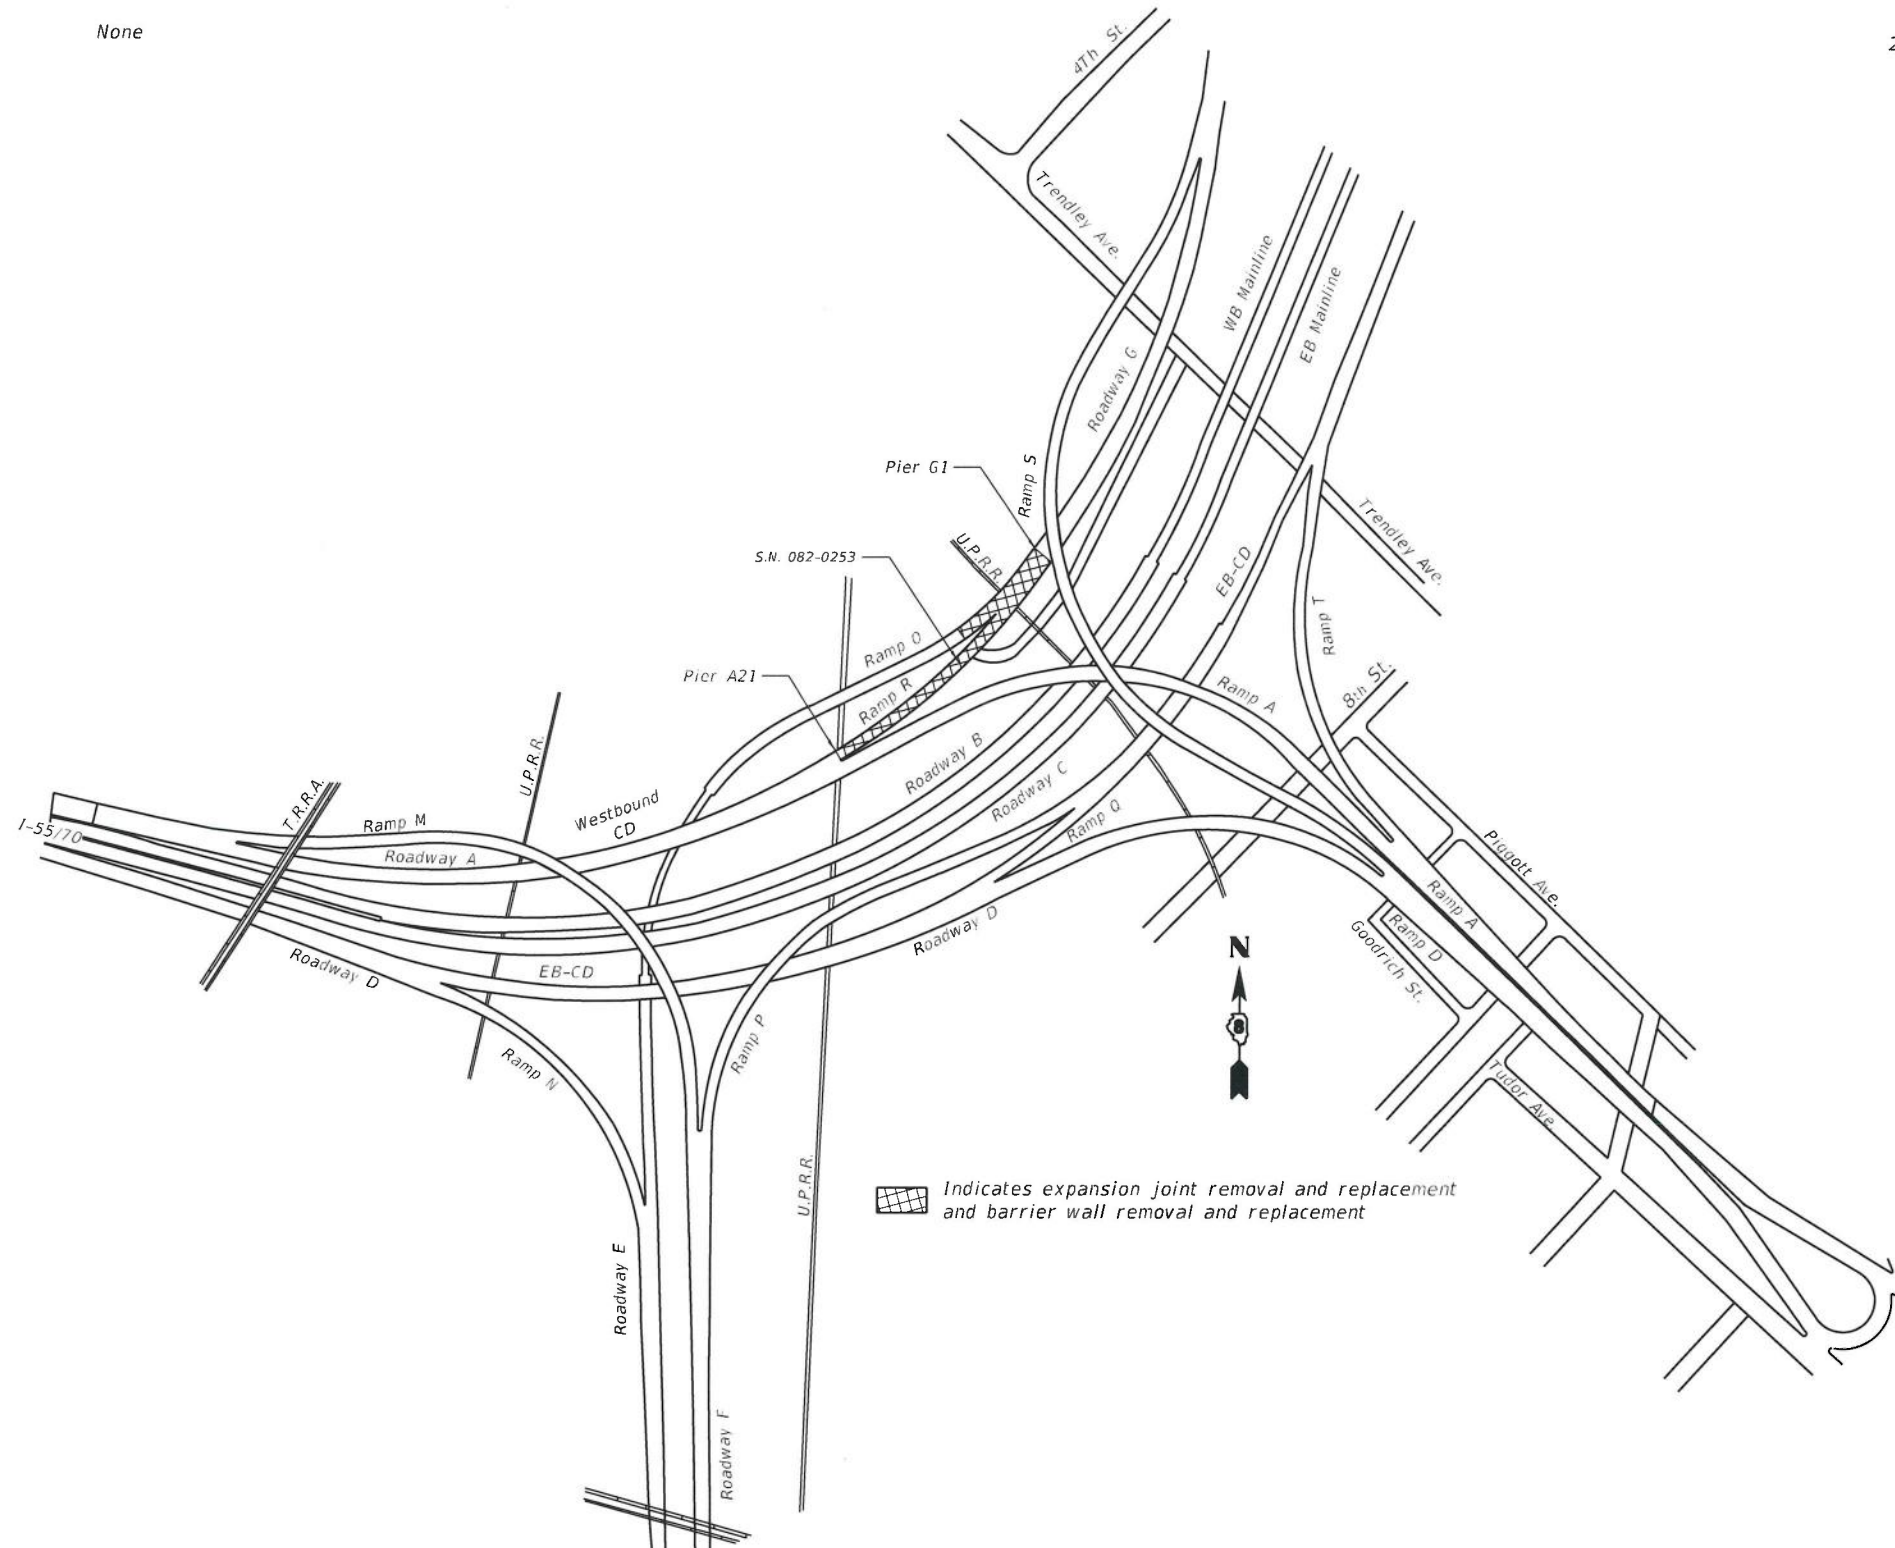 None
2
4Th St.
Trendley Ave.
WB Mainline
EB Mainline
Roadway G
Pier G1
Ramp S
S.N. 082-0253
U.P.R.R.
Trendley Ave.
EB-CD
Ramp T
Ramp O
Pier A21
Ramp R
Ramp A
8th St.
U.P.R.R.
Roadway B
Roadway C
T.R.R.A.
Westbound
CD
Ramp M
I-55/70
Roadway A
Ramp Q
Piggott Ave.
Ramp A
Ramp D
Goodrich St.
Roadway D
Roadway D
EB-CD
N
8
Ramp P
Ramp N
Tudor Ave.
U.P.R.R.
Indicates expansion joint removal and replacement
and barrier wall removal and replacement
Roadway E
Roadway F